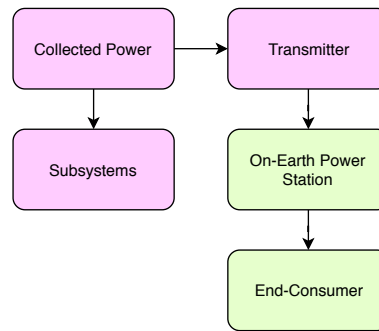 Collected Power
Transmitter
Subsystems
On-Earth Power
Station
End-Consumer